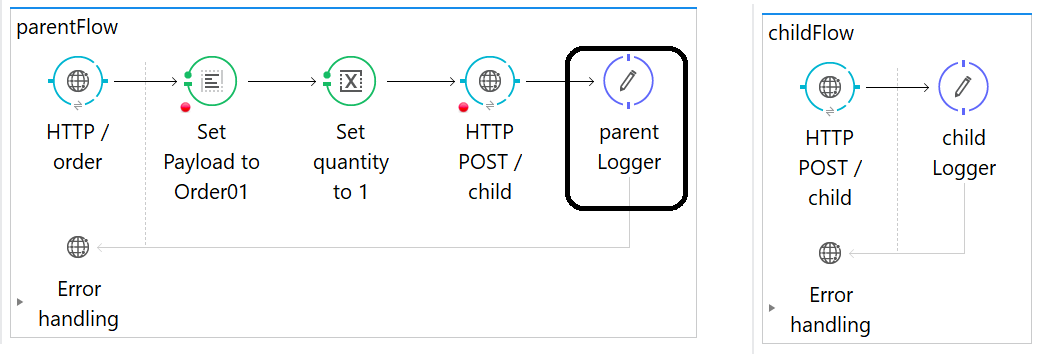 parentFlow
HTTP /
order
Set
Payload to
Order01
Set
quantity
to 1
HTTP
POST /
child
parent
Logger
Error
handling
childFlow
HTTP
POST /
child
child
Logger
Error
handling